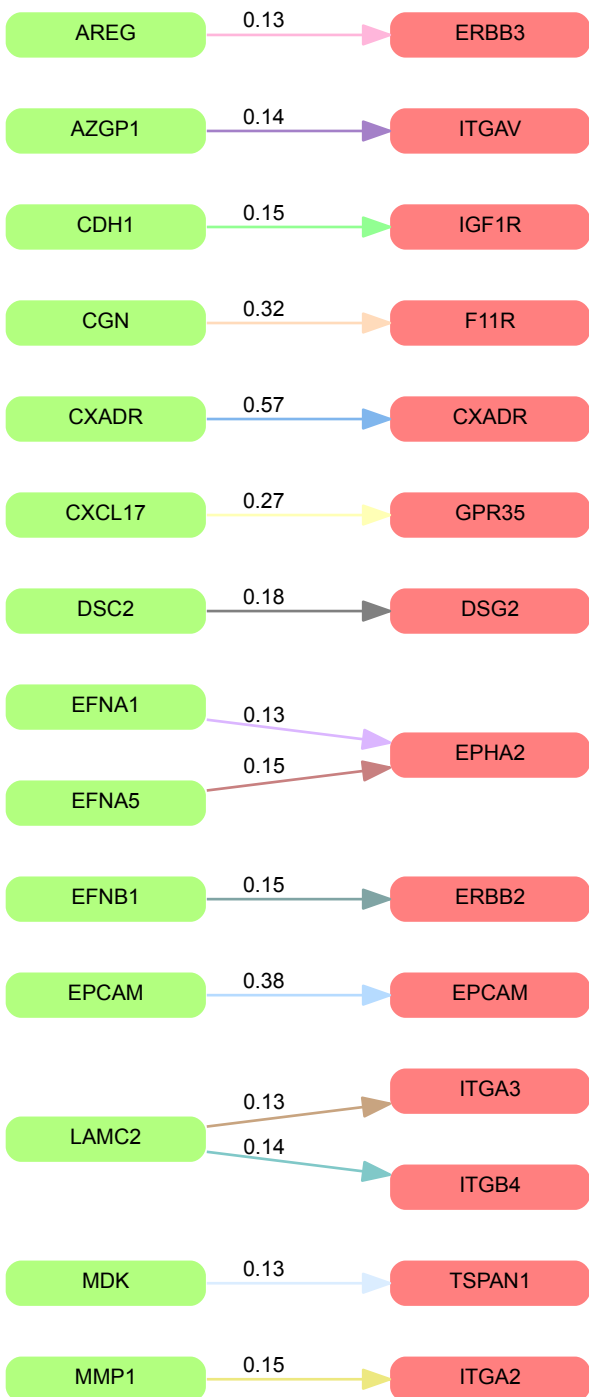 AREG 0.13 ERBB3
AZGP1 0.14 ITGAV
CDH1 0.15 IGF1R
CGN 0.32 F11R
CXADR 0.57 CXADR
CXCL17 0.27 GPR35
DSC2 0.18 DSG2
EFNA1 0.13
EPHA2
EFNA5 0.15
EFNB1 0.15 ERBB2
EPCAM 0.38 EPCAM
0.13 ITGA3
LAMC2
0.14 ITGB4
MDK 0.13 TSPAN1
MMP1 0.15 ITGA2